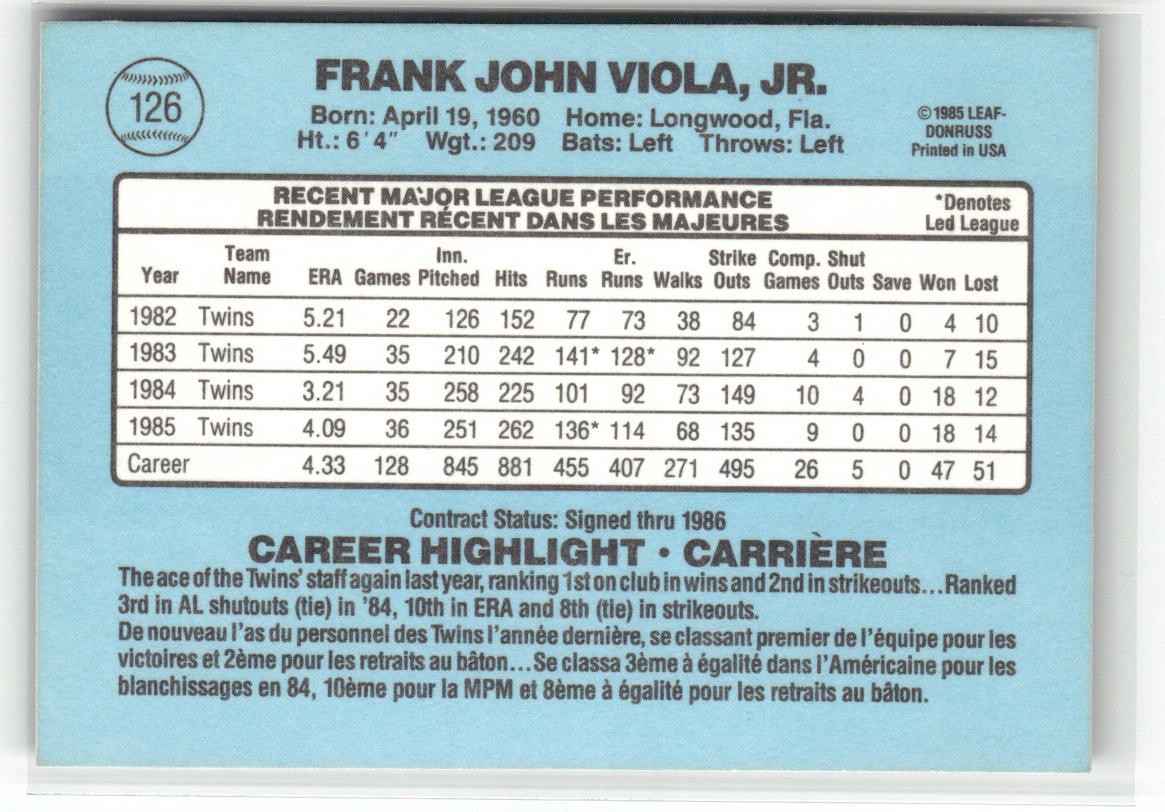 126
FRANK JOHN VIOLA, JR.
Born: April 19, 1960 Home: Longwood, Fla.
Ht.: 6'4" Wgt.: 209 Bats: Left Throws: Left
©1985 LEAF-
DONRUSS
Printed in USA
RECENT MAJOR LEAGUE PERFORMANCE
RENDEMENT RÉCENT DANS LES MAJEURES
*Denotes
Led League
Year Team Name ERA Games Inn. Pitched Hits Runs Er. Runs Walks Strike Outs Comp. Games Shut Outs Save Won Lost
1982 Twins 5.21 22 126 152 77 73 38 84 3 1 0 4 10
1983 Twins 5.49 35 210 242 141* 128* 92 127 4 0 0 7 15
1984 Twins 3.21 35 258 225 101 92 73 149 10 4 0 18 12
1985 Twins 4.09 36 251 262 136* 114 68 135 9 0 0 18 14
Career 4.33 128 845 881 455 407 271 495 26 5 0 47 51
Contract Status: Signed thru 1986
CAREER HIGHLIGHT • CARRIÈRE
The ace of the Twins' staff again last year, ranking 1st on club in wins and 2nd in strikeouts...Ranked
3rd in AL shutouts (tie) in '84, 10th in ERA and 8th (tie) in strikeouts.
De nouveau l'as du personnel des Twins l'année dernière, se classant premier de l'équipe pour les
victoires et 2ème pour les retraits au bâton...Se classa 3ème à égalité dans l'Américaine pour les
blanchissages en 84, 10ème pour la MPM et 8ème à égalité pour les retraits au bâton.